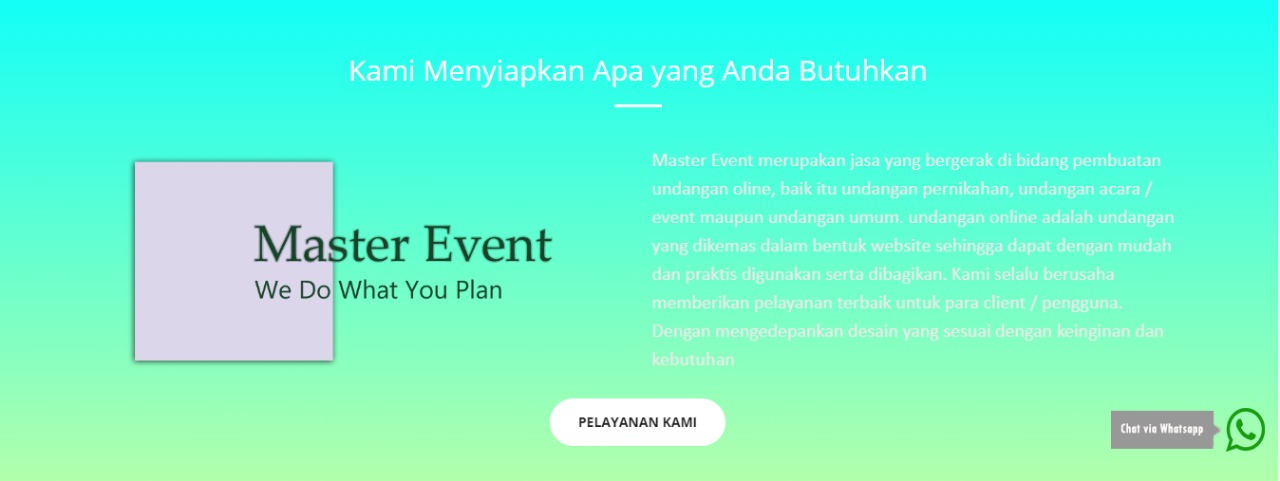 Kami Menyiapkan Apa yang Anda Butuhkan
Master Event
We Do What You Plan
Master Event merupakan jasa yang bergerak di bidang pembuatan
undangan oline, baik itu undangan pernikahan, undangan acara /
event maupun undangan umum. undangan online adalah undangan
yang dikemas dalam bentuk website sehingga dapat dengan mudah
dan praktis digunakan serta dibagikan. Kami selalu berusaha
memberikan pelayanan terbaik untuk para client / pengguna.
Dengan mengedepankan desain yang sesuai dengan keinginan dan
kebutuhan
PELAYANAN KAMI
Chat via Whatsapp